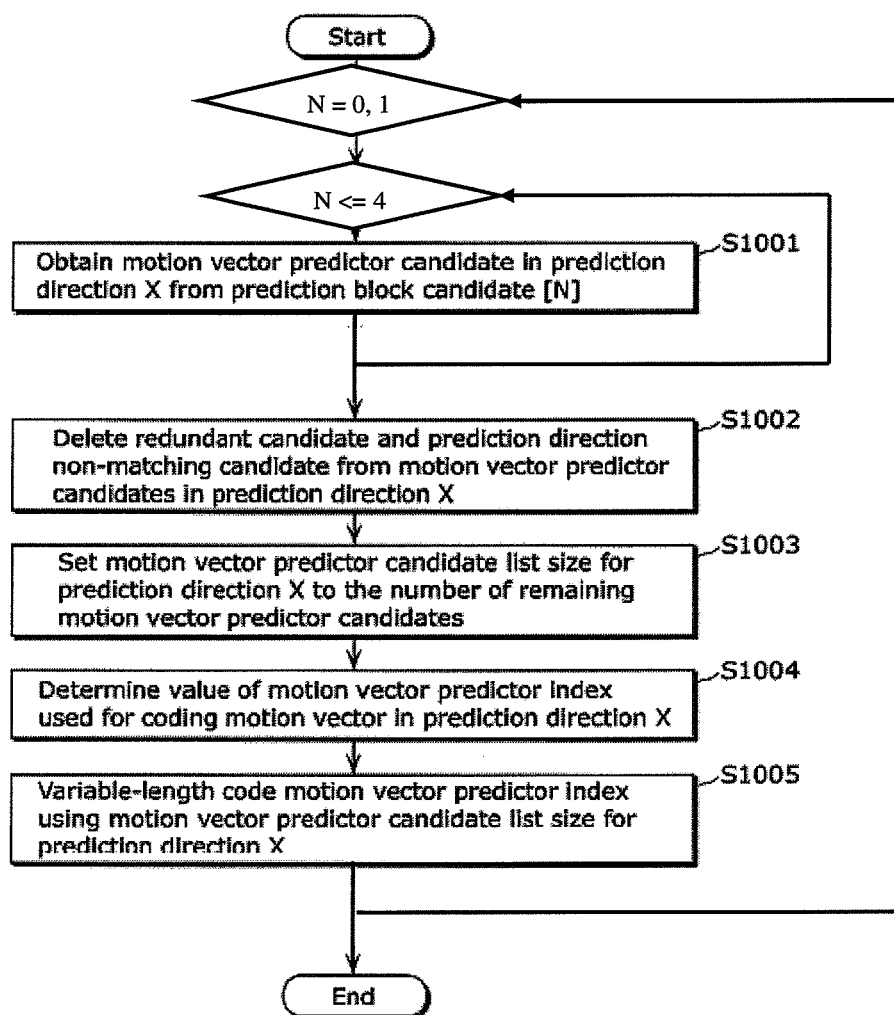 Start
N = 0, 1
N <= 4
S1001
Obtain motion vector predictor candidate in prediction
direction X from prediction block candidate [N]
S1002
Delete redundant candidate and prediction direction
non-matching candidate from motion vector predictor
candidates in prediction direction X
S1003
Set motion vector predictor candidate list size for
prediction direction X to the number of remaining
motion vector predictor candidates
S1004
Determine value of motion vector predictor index
used for coding motion vector in prediction direction X
S1005
Variable-length code motion vector predictor index
using motion vector predictor candidate list size for
prediction direction X
End